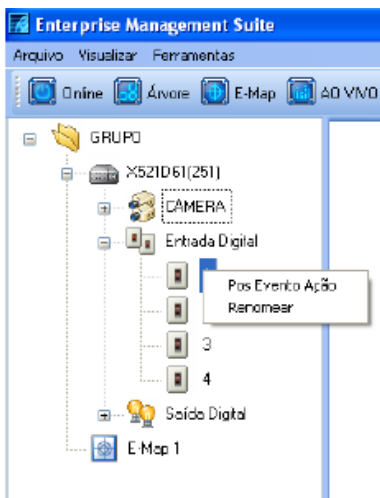 Enterprise Management Suite
Arquivo Visualizar Ferramentas
Online Árvore E-Map AO VIVO
GRUPO
X521D61(251)
CÂMERA
Entrada Digital
Pos Evento Ação
Renomear
3
4
Saída Digital
E-Map 1